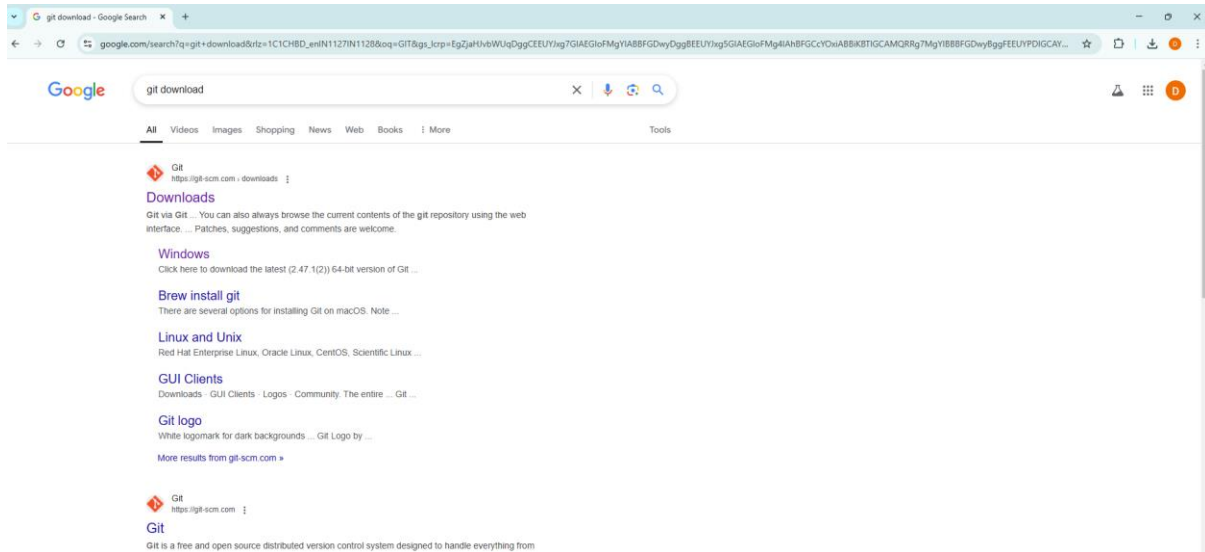 git download - Google Search
google.com/search?q=git+download&rlz=1C1CHBD_enIN1127IN1128&oq=GIT&gs_lcrp=
Google
git download
All Videos Images Shopping News Web Books More Tools
D
Git
https://git-scm.com › downloads
Downloads
Git via Git ... You can also always browse the current contents of the git repository using the web
interface. ... Patches, suggestions, and comments are welcome.
Windows
Click here to download the latest (2.47.1(2)) 64-bit version of Git ...
Brew install git
There are several options for installing Git on macOS. Note ...
Linux and Unix
Red Hat Enterprise Linux, Oracle Linux, CentOS, Scientific Linux ...
GUI Clients
Downloads · GUI Clients · Logos · Community. The entire ... Git ...
Git logo
White logomark for dark backgrounds ... Git Logo by ...
More results from git-scm.com »
Git
https://git-scm.com
Git
Git is a free and open source distributed version control system designed to handle everything from